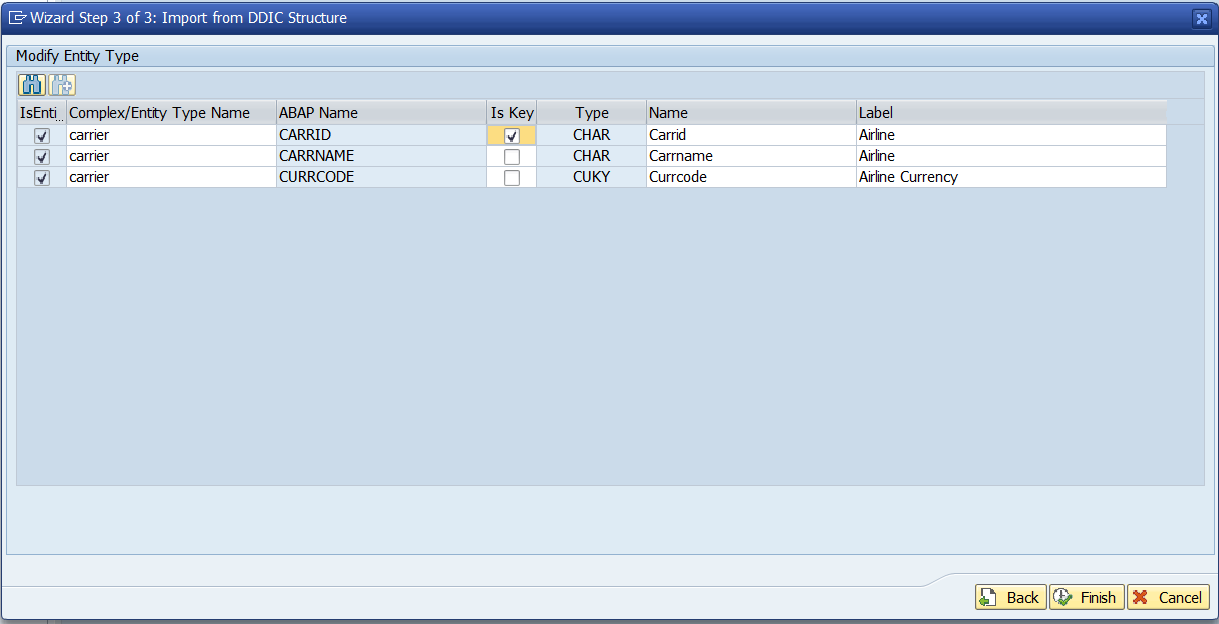 Wizard Step 3 of 3: Import from DDIC Structure
Modify Entity Type
IsEnti... Complex/Entity Type Name ABAP Name Is Key Type Name Label
carrier CARRID CHAR Carrid Airline
carrier CARRNAME CHAR Carrname Airline
carrier CURRCODE CUKY Currcode Airline Currency
Back Finish Cancel